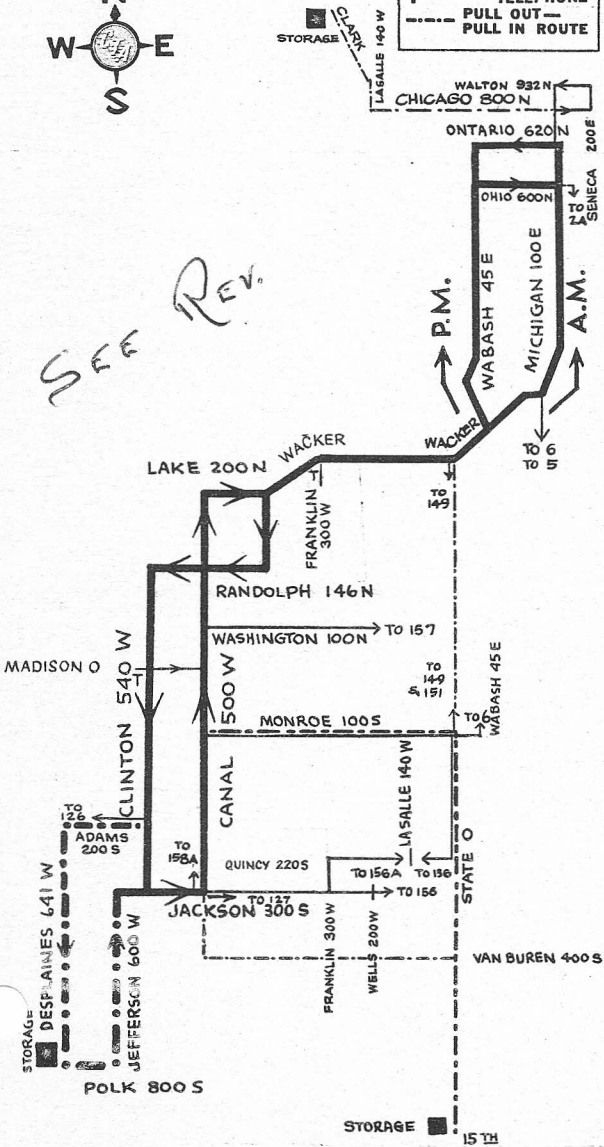 W E
S
STORAGE
CLARK
LASALLE 140 W
T TELEPHONE
PULL OUT—
PULL IN ROUTE
WALTON 932N
CHICAGO 800N
ONTARIO 620N
OHIO 600N
TO 2A
SENECA 200E
SEE REV.
P.M.
WABASH 45 E
MICHIGAN 100E
A.M.
WACKER
WACKER
TO 6
TO 5
LAKE 200N
T
FRANKLIN 300W
TO 149
RANDOLPH 146N
WASHINGTON 100N
TO 157
MADISON 0
T
CLINTON 540 W
500 W
CANAL
TO 149 & 151
MONROE 100S
TO 6
WABASH 45E
TO 126
ADAMS 200S
TO 158A
QUINCY 220S
LASALLE 140W
TO 156A
TO 156
STATE 0
TO 127
TO 156
JACKSON 300S
FRANKLIN 300W
WELLS 200W
VAN BUREN 400S
DESPLAINES 641 W
JEFFERSON 600 W
STORAGE
POLK 800S
STORAGE
15TH